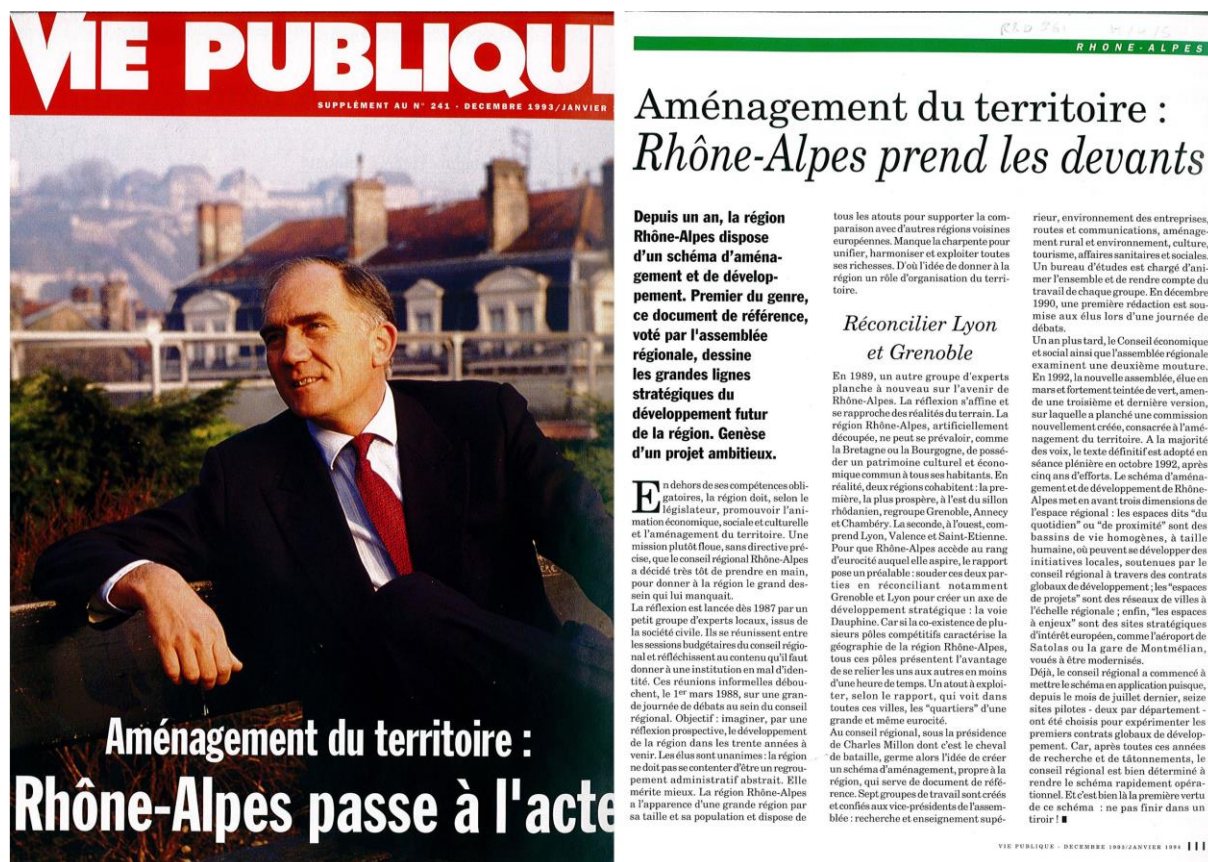 VIE PUBLIQU
SUPPLÉMENT AU N° 241 - DECEMBRE 1993/JANVIER
Aménagement du territoire :
Rhône-Alpes passe à l'acte
RHONE-ALPES
Aménagement du territoire :
Rhône-Alpes prend les devants
Depuis un an, la région
Rhône-Alpes dispose
d'un schéma d'aména-
gement et de dévelop-
pement. Premier du genre,
ce document de référence,
voté par l'assemblée
régionale, dessine
les grandes lignes
stratégiques du
développement futur
de la région. Genèse
d'un projet ambitieux.
En dehors de ses compétences obli-
gatoires, la région doit, selon le
législateur, promouvoir l'ani-
mation économique, sociale et culturelle
et l'aménagement du territoire. Une
mission plutôt floue, sans directive pré-
cise, que le conseil régional Rhône-Alpes
a décidé très tôt de prendre en main,
pour donner à la région le grand des-
sein qui lui manquait.
La réflexion est lancée dès 1987 par un
petit groupe d'experts locaux, issus de
la société civile. Ils se réunissent entre
les sessions budgétaires du conseil régio-
nal et réfléchissent au contenu qu'il faut
donner à une institution en mal d'iden-
tité. Ces réunions informelles débou-
chent, le 1er mars 1988, sur une gran-
de journée de débats au sein du conseil
régional. Objectif : imaginer, par une
réflexion prospective, le développement
de la région dans les trente années à
venir. Les élus sont unanimes : la région
ne doit pas se contenter d'être un regrou-
pement administratif abstrait. Elle
mérite mieux. La région Rhône-Alpes
a l'apparence d'une grande région par
sa taille et sa population et dispose de
tous les atouts pour supporter la com-
paraison avec d'autres régions voisines
européennes. Manque la charpente pour
unifier, harmoniser et exploiter toutes
ses richesses. D'où l'idée de donner à la
région un rôle d'organisation du terri-
toire.
Réconcilier Lyon
et Grenoble
En 1989, un autre groupe d'experts
planche à nouveau sur l'avenir de
Rhône-Alpes. La réflexion s'affine et
se rapproche des réalités du terrain. La
région Rhône-Alpes, artificiellement
découpée, ne peut se prévaloir, comme
la Bretagne ou la Bourgogne, de possé-
der un patrimoine culturel et écono-
mique commun à tous ses habitants. En
réalité, deux régions cohabitent : la pre-
mière, la plus prospère, à l'est du sillon
rhôdanien, regroupe Grenoble, Annecy
et Chambéry. La seconde, à l'ouest, com-
prend Lyon, Valence et Saint-Etienne.
Pour que Rhône-Alpes accède au rang
d'eurocité auquel elle aspire, le rapport
pose un préalable : souder ces deux par-
ties en réconciliant notamment
Grenoble et Lyon pour créer un axe de
développement stratégique : la voie
Dauphine. Car si la co-existence de plu-
sieurs pôles compétitifs caractérise la
géographie de la région Rhône-Alpes,
tous ces pôles présentent l'avantage
de se relier les uns aux autres en moins
d'une heure de temps. Un atout à exploi-
ter, selon le rapport, qui voit dans
toutes ces villes, les "quartiers" d'une
grande et même eurocité.
Au conseil régional, sous la présidence
de Charles Millon dont c'est le cheval
de bataille, germe alors l'idée de créer
un schéma d'aménagement, propre à la
région, qui serve de document de réfé-
rence. Sept groupes de travail sont créés
et confiés aux vice-présidents de l'assem-
blée : recherche et enseignement supé-
rieur, environnement des entreprises,
routes et communications, aménage-
ment rural et environnement, culture,
tourisme, affaires sanitaires et sociales.
Un bureau d'études est chargé d'ani-
mer l'ensemble et de rendre compte du
travail de chaque groupe. En décembre
1990, une première rédaction est sou-
mise aux élus lors d'une journée de
débats.
Un an plus tard, le Conseil économique
et social ainsi que l'assemblée régionale
examinent une deuxième mouture.
En 1992, la nouvelle assemblée, élue en
mars et fortement teintée de vert, amen-
de une troisième et dernière version,
sur laquelle a planché une commission
nouvellement créée, consacrée à l'amé-
nagement du territoire. A la majorité
des voix, le texte définitif est adopté en
séance plénière en octobre 1992, après
cinq ans d'efforts. Le schéma d'aména-
gement et de développement de Rhône-
Alpes met en avant trois dimensions de
l'espace régional : les espaces dits "du
quotidien" ou "de proximité" sont des
bassins de vie homogènes, à taille
humaine, où peuvent se développer des
initiatives locales, soutenues par le
conseil régional à travers des contrats
globaux de développement ; les "espaces
de projets" sont des réseaux de villes à
l'échelle régionale ; enfin, "les espaces
à enjeux" sont des sites stratégiques
d'intérêt européen, comme l'aéroport de
Satolas ou la gare de Montmélian,
voués à être modernisés.
Déjà, le conseil régional a commencé à
mettre le schéma en application puisque,
depuis le mois de juillet dernier, seize
sites pilotes - deux par département -
ont été choisis pour expérimenter les
premiers contrats globaux de dévelop-
pement. Car, après toutes ces années
de recherche et de tâtonnements, le
conseil régional est bien déterminé à
rendre le schéma rapidement opéra-
tionnel. Et c'est bien là la première vertu
de ce schéma : ne pas finir dans un
tiroir ! ∎
VIE PUBLIQUE - DECEMBRE 1993/JANVIER 1994 III